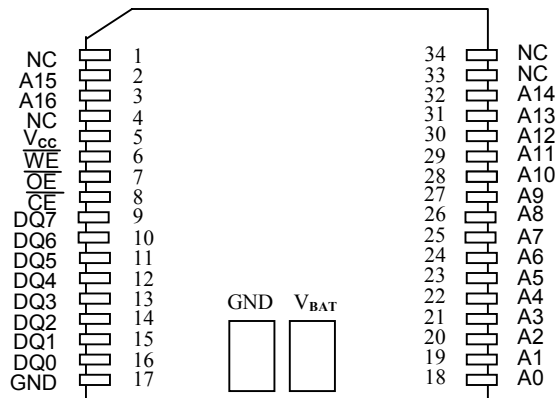 NC 1 34 NC
A15 2 33 NC
A16 3 32 A14
NC 4 31 A13
VCC 5 30 A12
WE 6 29 A11
OE 7 28 A10
CE 8 27 A9
DQ7 9 26 A8
DQ6 10 25 A7
DQ5 11 24 A6
DQ4 12 23 A5
DQ3 13 22 A4
DQ2 14 21 A3
DQ1 15 20 A2
DQ0 16 19 A1
GND 17 18 A0
GND VBAT